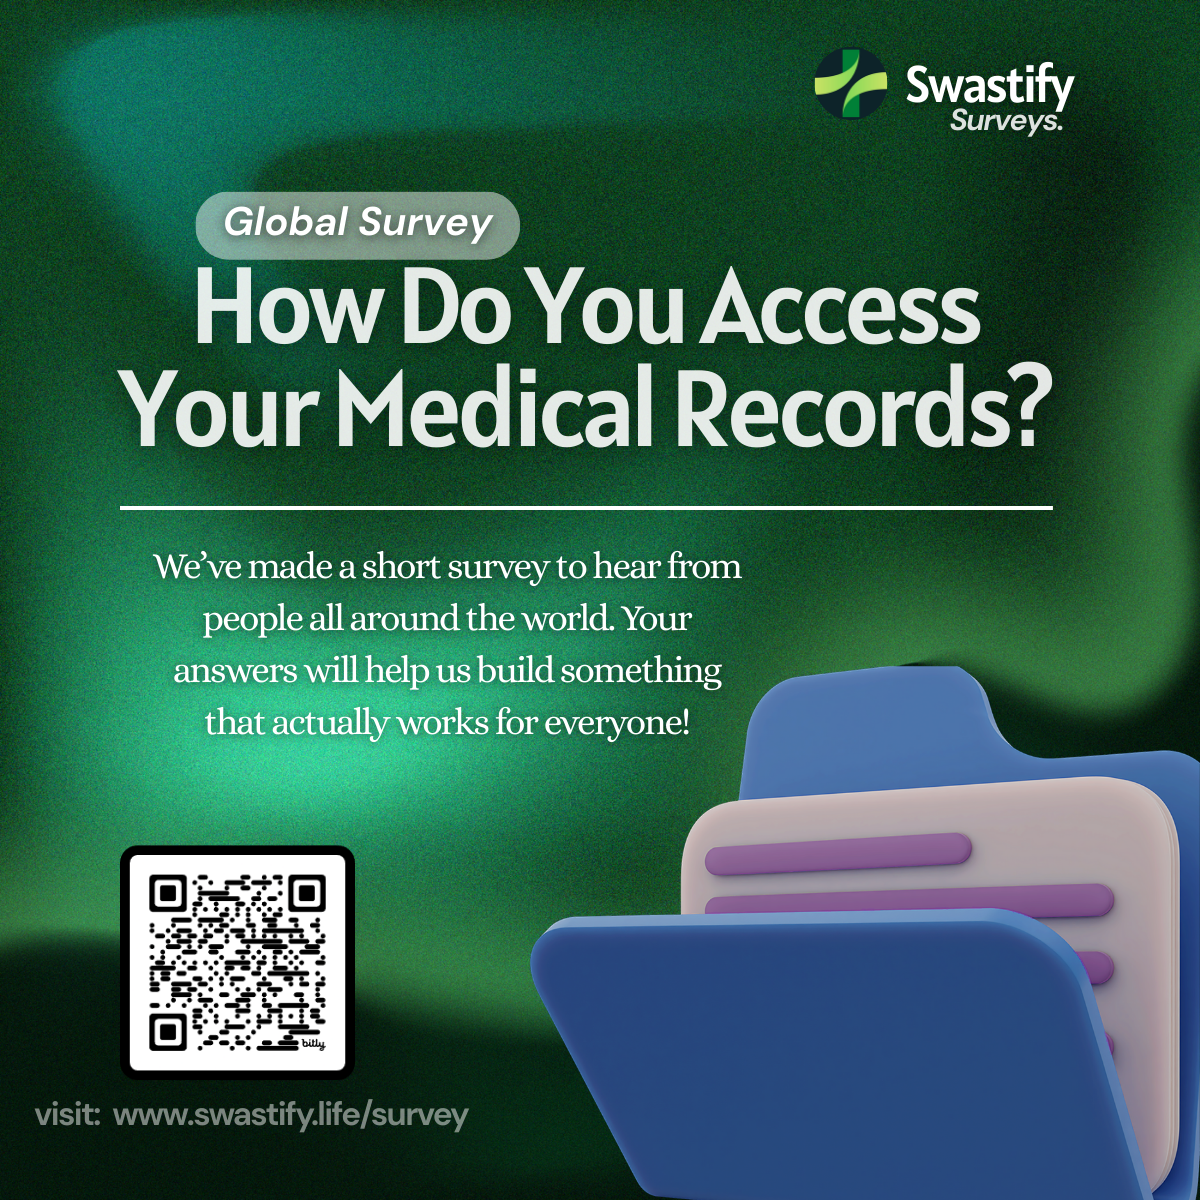 Swastify
Surveys.
Global Survey
How Do You Access
Your Medical Records?
We’ve made a short survey to hear from
people all around the world. Your
answers will help us build something
that actually works for everyone!
bitly
visit: www.swastify.life/survey